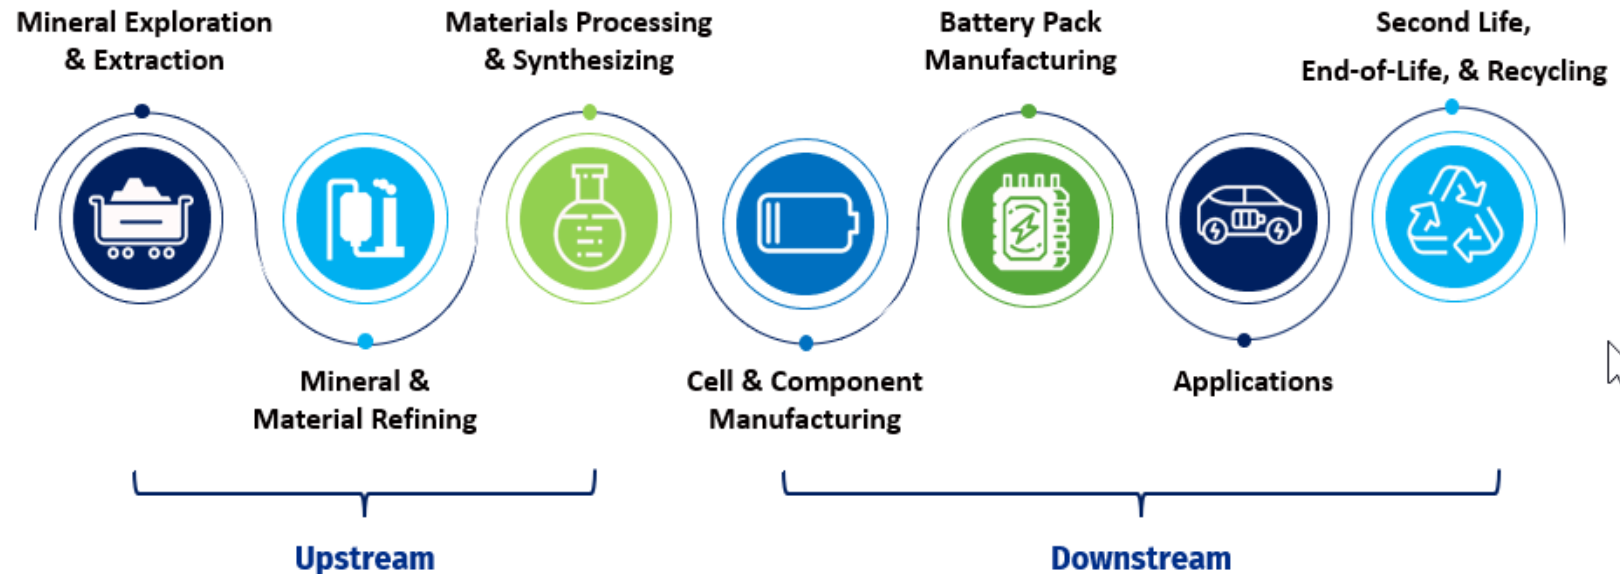 Mineral Exploration
& Extraction
Mineral &
Material Refining
Materials Processing
& Synthesizing
Cell & Component
Manufacturing
Battery Pack
Manufacturing
Applications
Second Life,
End-of-Life, & Recycling
Upstream
Downstream